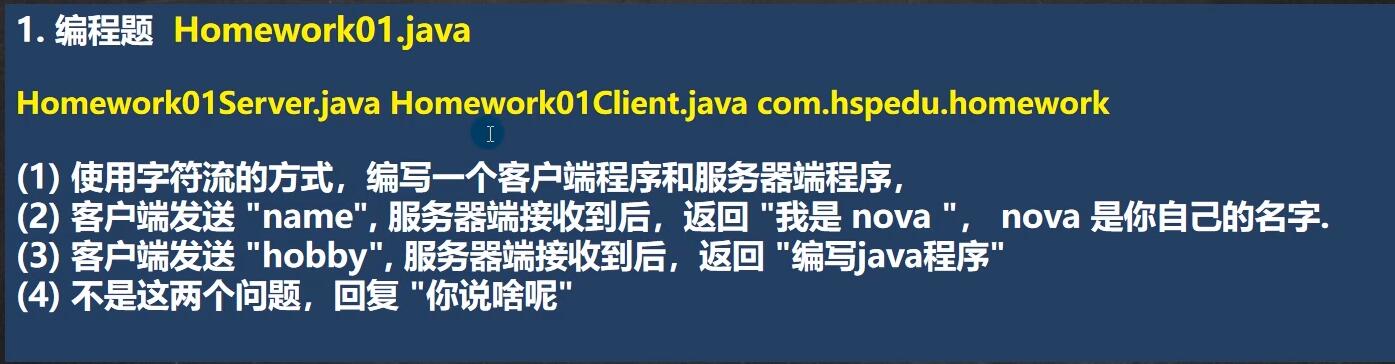 1. 编程题 Homework01.java
Homework01Server.java Homework01Client.java com.hspedu.homework
(1) 使用字符流的方式，编写一个客户端程序和服务器端程序，
(2) 客户端发送 "name", 服务器端接收到后，返回 "我是 nova "， nova 是你自己的名字.
(3) 客户端发送 "hobby", 服务器端接收到后，返回 "编写java程序"
(4) 不是这两个问题，回复 "你说啥呢"